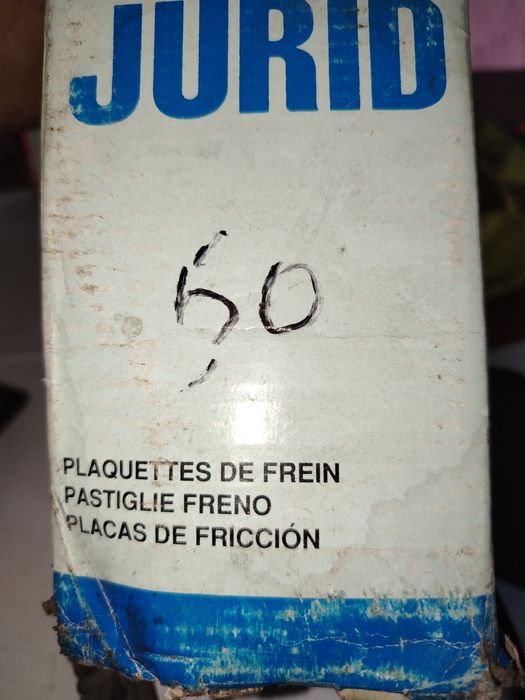 JURID
50
PLAQUETTES DE FREIN
PASTIGLIE FRENO
PLACAS DE FRICCIÓN